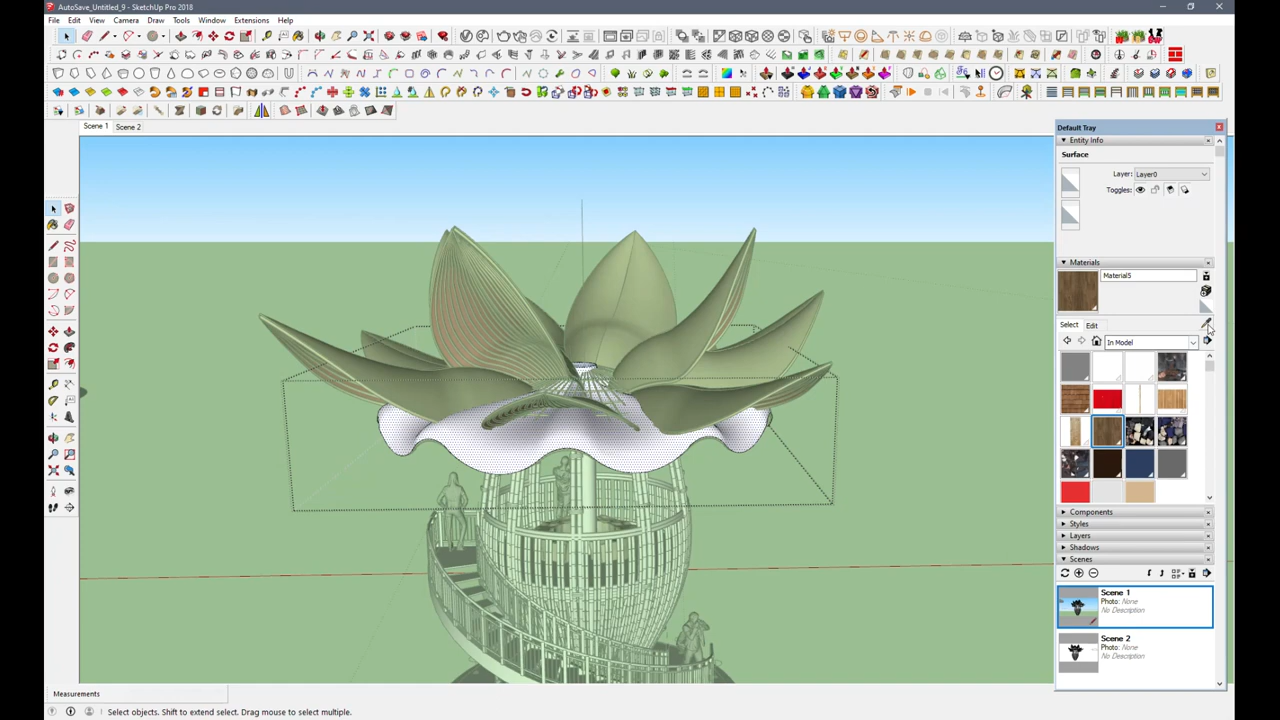 AutoSave_Untitled_9 - SketchUp Pro 2018
File Edit View Camera Draw Tools Window Extensions Help
Scene 1 Scene 2
Default Tray
Entity Info
Surface
Layer: Layer0
Toggles:
Materials
Material5
Select Edit
In Model
Components
Styles
Layers
Shadows
Scenes
Scene 1
Photo: None
No Description
Scene 2
Photo: None
No Description
Measurements
Select objects. Shift to extend select. Drag mouse to select multiple.